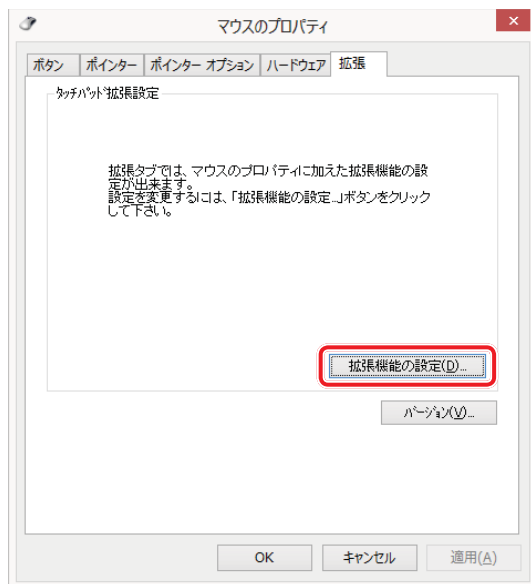 マウスのプロパティ
ボタン ポインター ポインター オプション ハードウェア 拡張
ﾀｯﾁﾊﾟｯﾄﾞ拡張設定
拡張タブでは、マウスのプロパティに加えた拡張機能の設
定が出来ます。
設定を変更するには、「拡張機能の設定...」ボタンをクリック
して下さい。
拡張機能の設定(D)...
ﾊﾞｰｼﾞｮﾝ(V)...
OK キャンセル 適用(A)